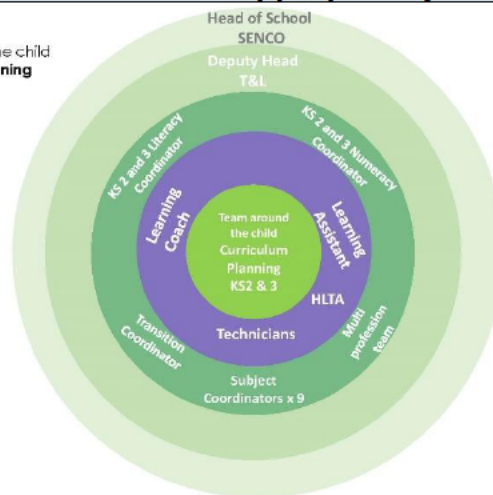 Head of School
SENCO
Deputy Head
T&L
KS 2 and 3 Literacy
Coordinator
KS 2 and 3 Numeracy
Coordinator
Learning
Coach
Learning
Assistant
Team around
the child
Curriculum
Planning
KS2 & 3
HLTA
Technicians
Transition
Coordinator
Multi
profession
team
Subject
Coordinators x 9
child